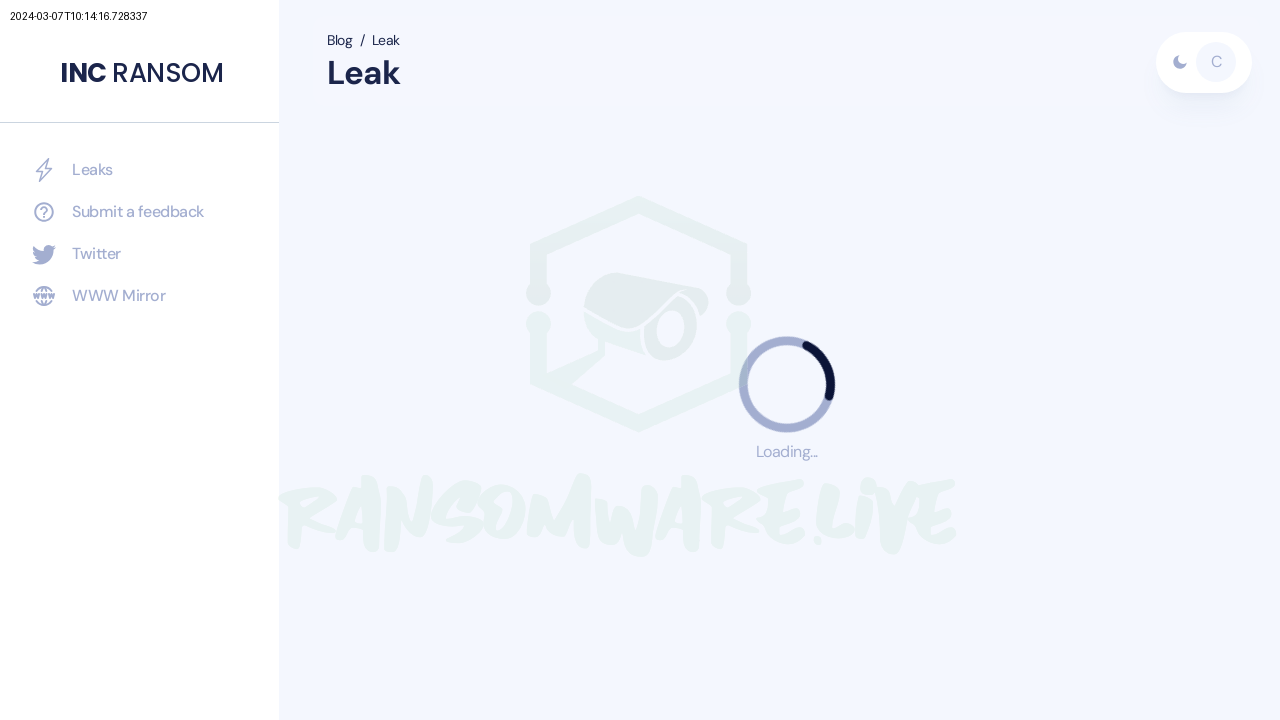 2024-03-07T10:14:16.728337
INC RANSOM
Leaks
Submit a feedback
Twitter
WWW Mirror
Blog / Leak
Leak
C
Loading...
RANSOMWARE.LIVE